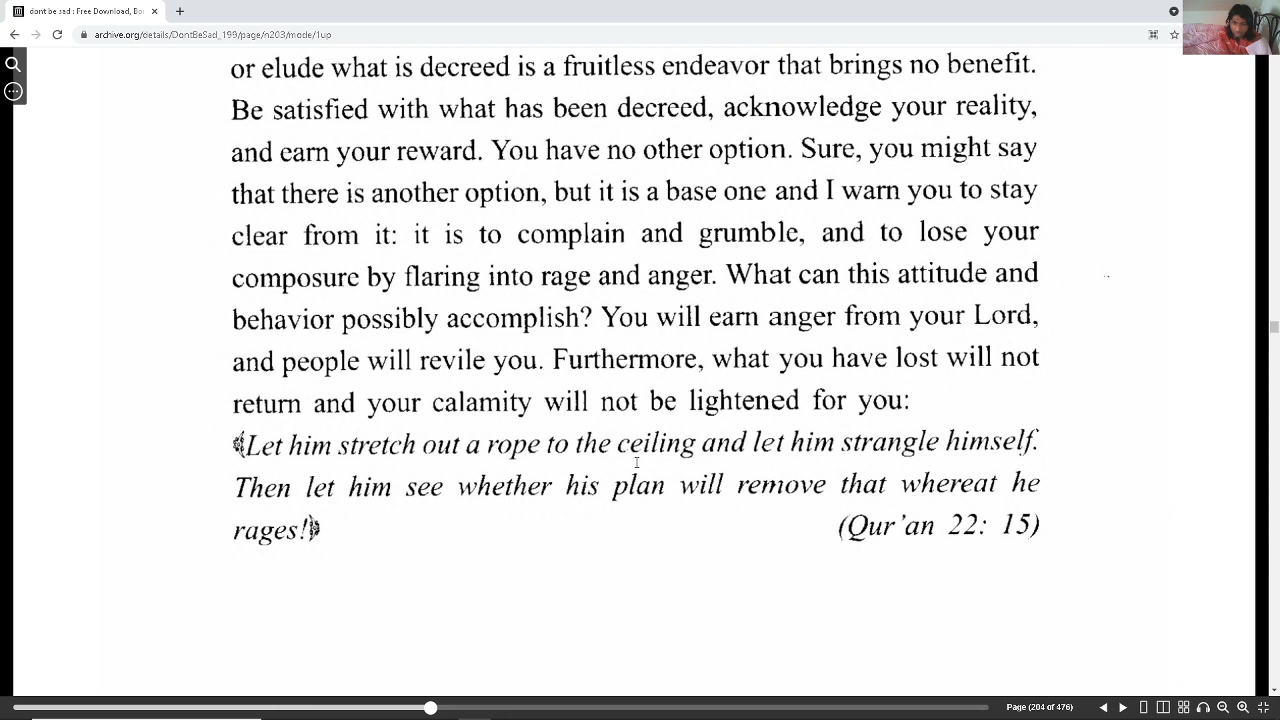 dont be sad : Free Download, Bo
archive.org/details/DontBeSad_199/page/n203/mode/1up
or elude what is decreed is a fruitless endeavor that brings no benefit.
Be satisfied with what has been decreed, acknowledge your reality,
and earn your reward. You have no other option. Sure, you might say
that there is another option, but it is a base one and I warn you to stay
clear from it: it is to complain and grumble, and to lose your
composure by flaring into rage and anger. What can this attitude and
behavior possibly accomplish? You will earn anger from your Lord,
and people will revile you. Furthermore, what you have lost will not
return and your calamity will not be lightened for you:
﴾Let him stretch out a rope to the ceiling and let him strangle himself.
Then let him see whether his plan will remove that whereat he
rages!﴿ (Qur'an 22: 15)
Page (204 of 476)